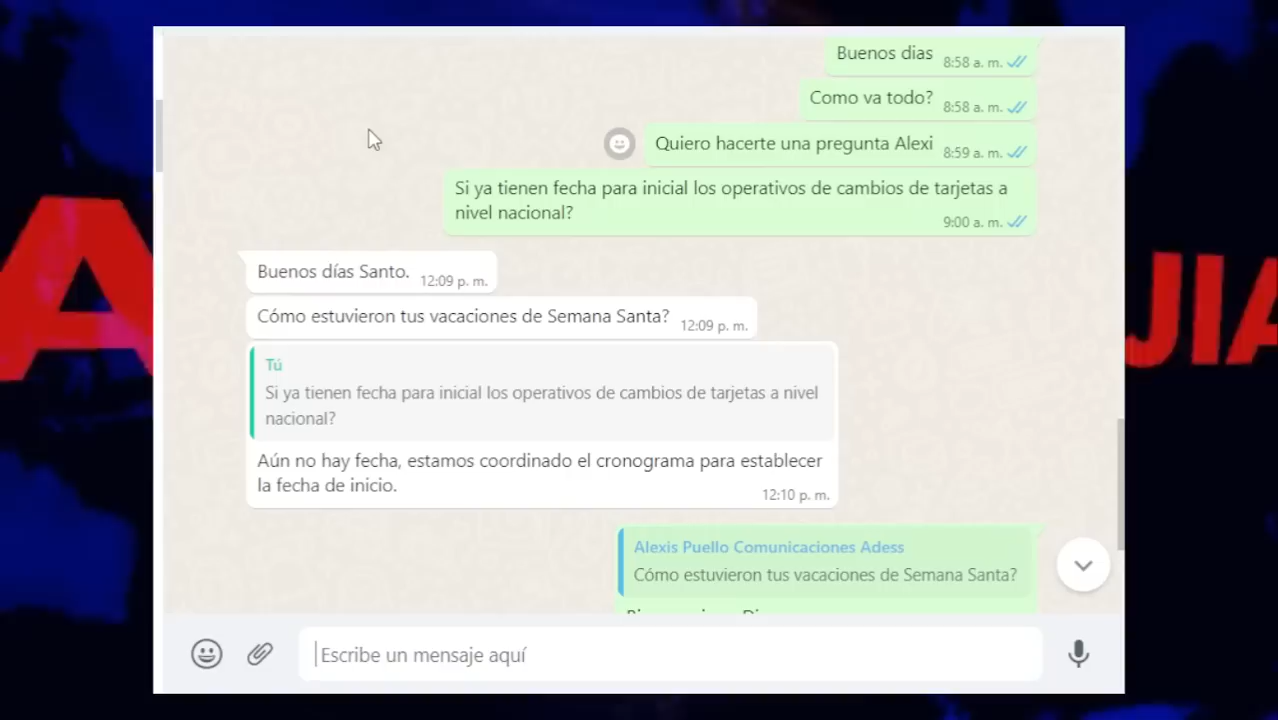 Buenos dias
8:58 a. m.
Como va todo?
8:58 a. m.
Quiero hacerte una pregunta Alexi
8:59 a. m.
Si ya tienen fecha para inicial los operativos de cambios de tarjetas a
nivel nacional?
9:00 a. m.
Buenos días Santo.
12:09 p. m.
Cómo estuvieron tus vacaciones de Semana Santa?
12:09 p. m.
Tú
Si ya tienen fecha para inicial los operativos de cambios de tarjetas a nivel
nacional?
Aún no hay fecha, estamos coordinado el cronograma para establecer
la fecha de inicio.
12:10 p. m.
Alexis Puello Comunicaciones Adess
Cómo estuvieron tus vacaciones de Semana Santa?
Escribe un mensaje aquí
A
JIA